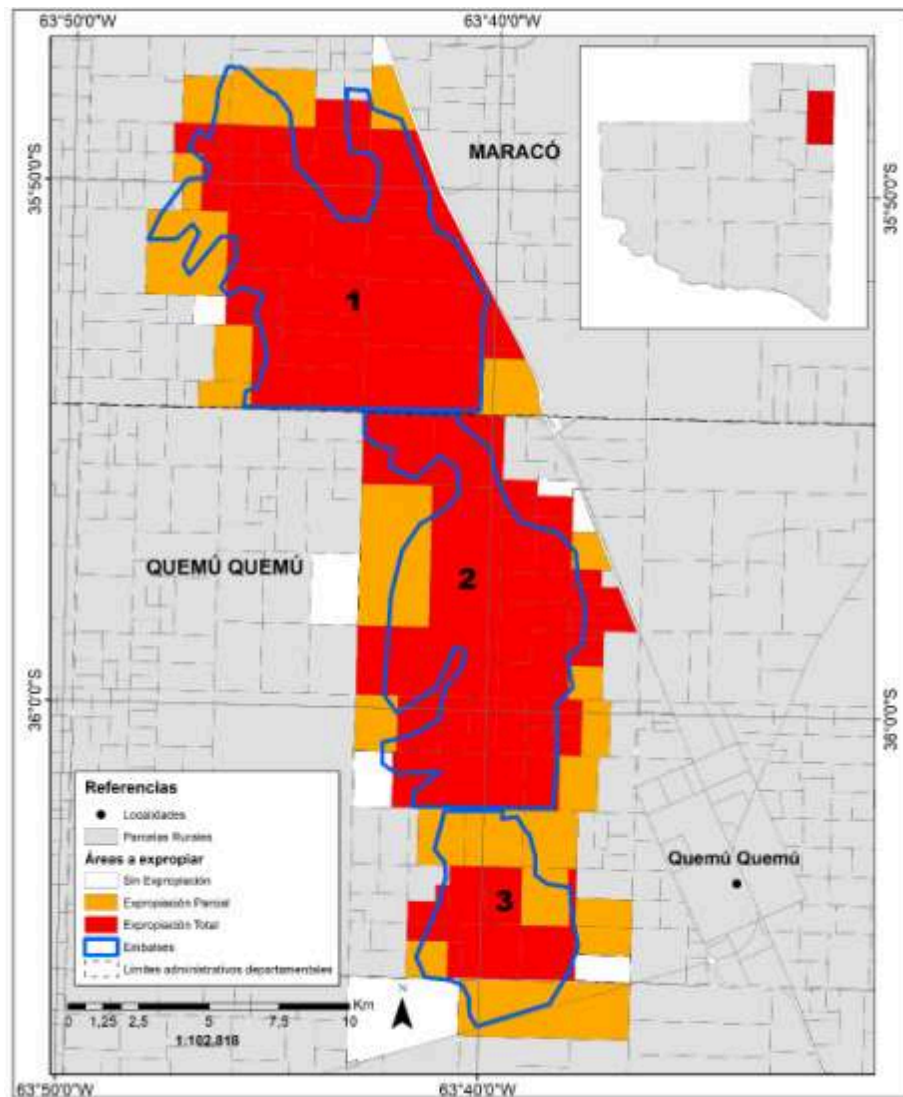 63°50'0"W 63°40'0"W
MARACÓ
35°50'0"S
35°50'0"S
1
QUEMÚ QUEMÚ
2
36°0'0"S
36°0'0"S
Referencias
Localidades
Parcelas Rurales
Áreas a expropiar
Sin Expropiación
Expropiación Parcial
Expropiación Total
Embalses
Límites administrativos departamentales
Quemú Quemú
3
N
Km
0 1,25 2,5 5 7,5 10
1:102.818
63°50'0"W 63°40'0"W